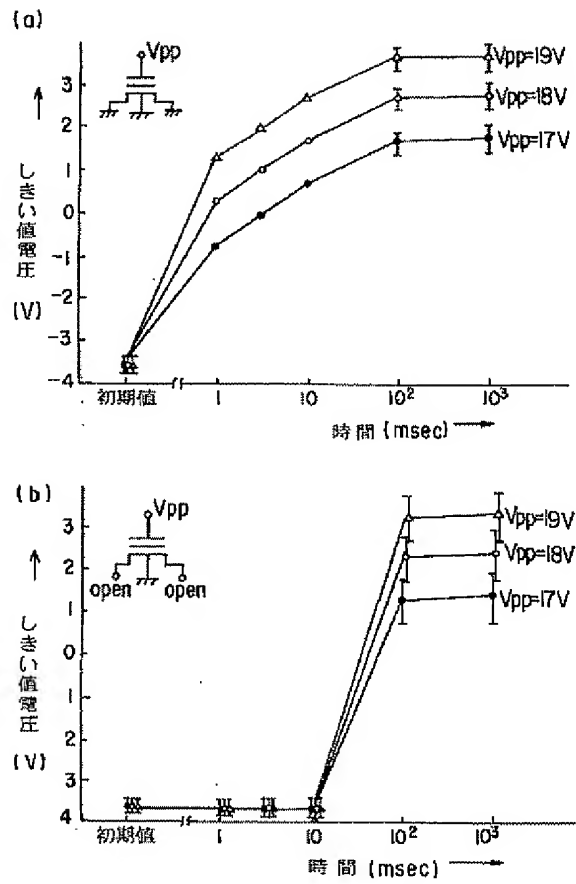 (a)
Vpp
3
2
1
0
-1
-2
-3
-4
しきい値電圧
(V)
Vpp=19V
Vpp=18V
Vpp=17V
初期値
1
10
10²
10³
時間 (msec)
(b)
Vpp
open
open
3
2
1
0
1
2
3
4
しきい値電圧
(V)
Vpp=19V
Vpp=18V
Vpp=17V
初期値
1
10
10²
10³
時間 (msec)